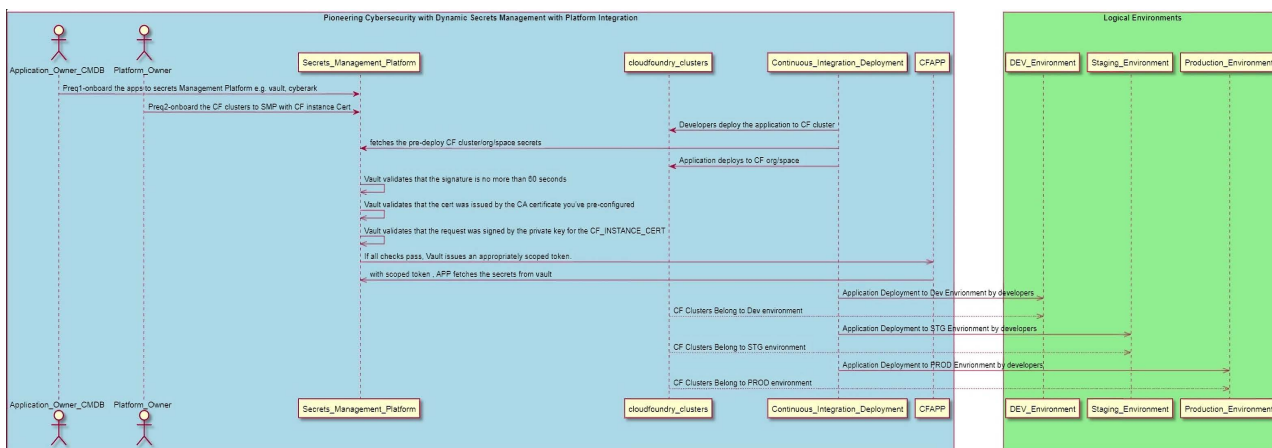 Pioneering Cybersecurity with Dynamic Secrets Management with Platform Integration
Logical Environments
Application_Owner_CMDB
Platform_Owner
Secrets_Management_Platform
cloudfoundry_clusters
Continuous_Integration_Deployment
CFAPP
DEV_Environment
Staging_Environment
Production_Environment
Preq1-onboard the apps to secrets Management Platform e.g. vault, cyberark
Preq2-onboard the CF clusters to SMP with CF instance Cert
Developers deploy the application to CF cluster
fetches the pre-deploy CF cluster/org/space secrets
Application deploys to CF org/space
Vault validates that the signature is no more than 60 seconds
Vault validates that the cert was issued by the CA certificate you've pre-configured
Vault validates that the request was signed by the private key for the CF_INSTANCE_CERT
If all checks pass, Vault issues an appropriately scoped token.
with scoped token , APP fetches the secrets from vault
Application Deployment to Dev Envrionment by developers
CF Clusters Belong to Dev environment
Application Deployment to STG Environment by developers
CF Clusters Belong to STG environment
Application Deployment to PROD Envrionment by developers
CF Clusters Belong to PROD environment
Application_Owner_CMDB
Platform_Owner
Secrets_Management_Platform
cloudfoundry_clusters
Continuous_Integration_Deployment
CFAPP
DEV_Environment
Staging_Environment
Production_Environment